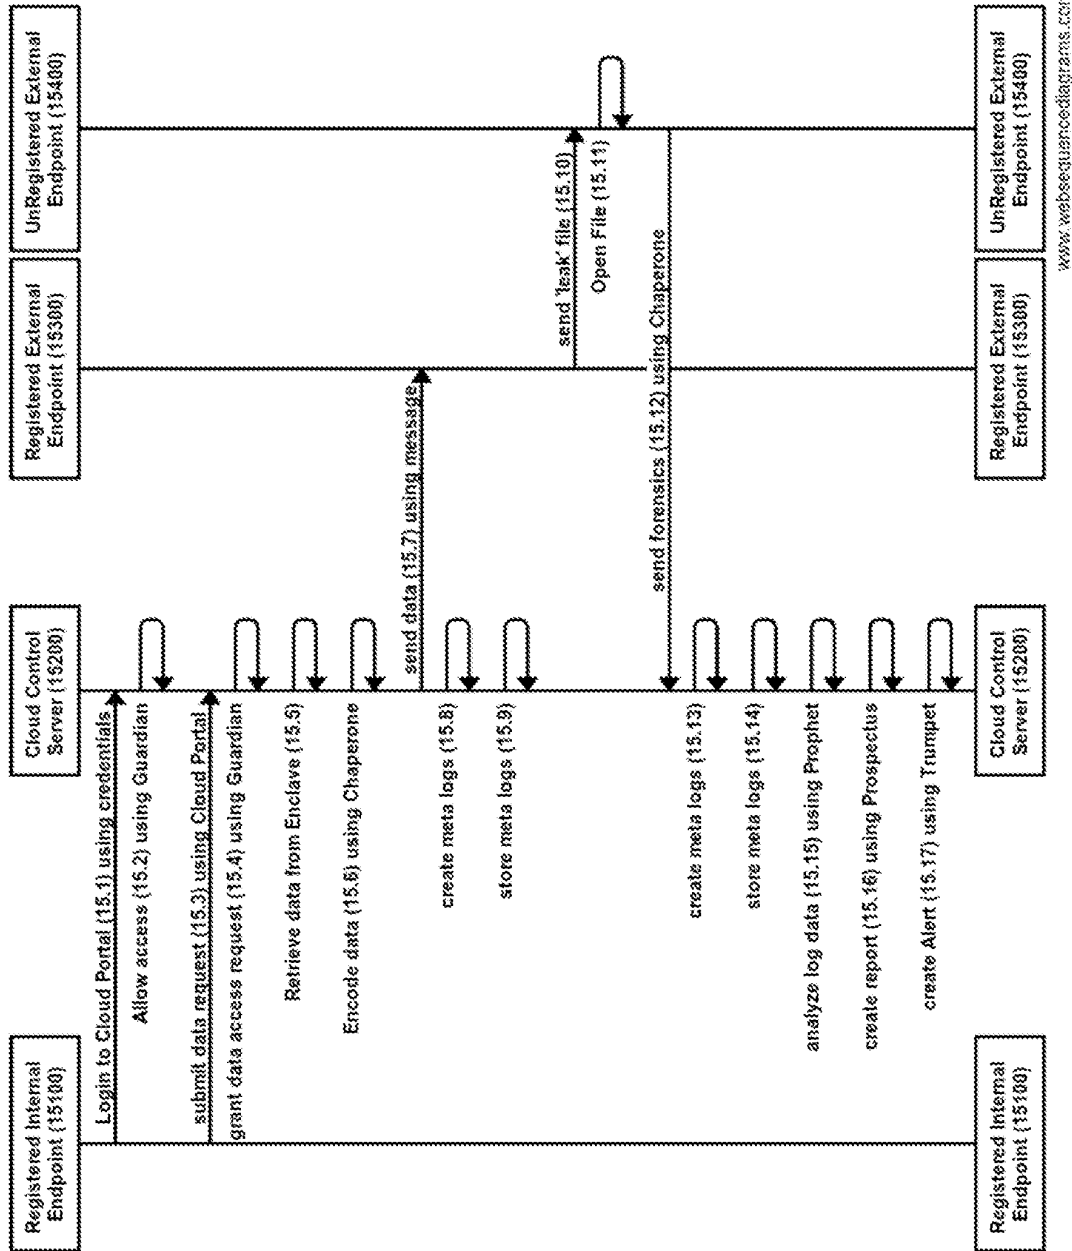 Registered Internal
Endpoint (15100)
Cloud Control
Server (15200)
Registered External
Endpoint (15300)
UnRegistered External
Endpoint (15400)
Login to Cloud Portal (15.1) using credentials
Allow access (15.2) using Guardian
submit data request (15.3) using Cloud Portal
grant data access request (15.4) using Guardian
Retrieve data from Enclave (15.5)
Encode data (15.6) using Chaperone
send data (15.7) using message
create meta logs (15.8)
store meta logs (15.9)
send 'leak' file (15.10)
Open File (15.11)
send forensics (15.12) using Chaperone
create meta logs (15.13)
store meta logs (15.14)
analyze log data (15.15) using Prophet
create report (15.16) using Prospectus
create Alert (15.17) using Trumpet
Registered Internal
Endpoint (15100)
Cloud Control
Server (15200)
Registered External
Endpoint (15300)
UnRegistered External
Endpoint (15400)
www.websequencediagrams.com